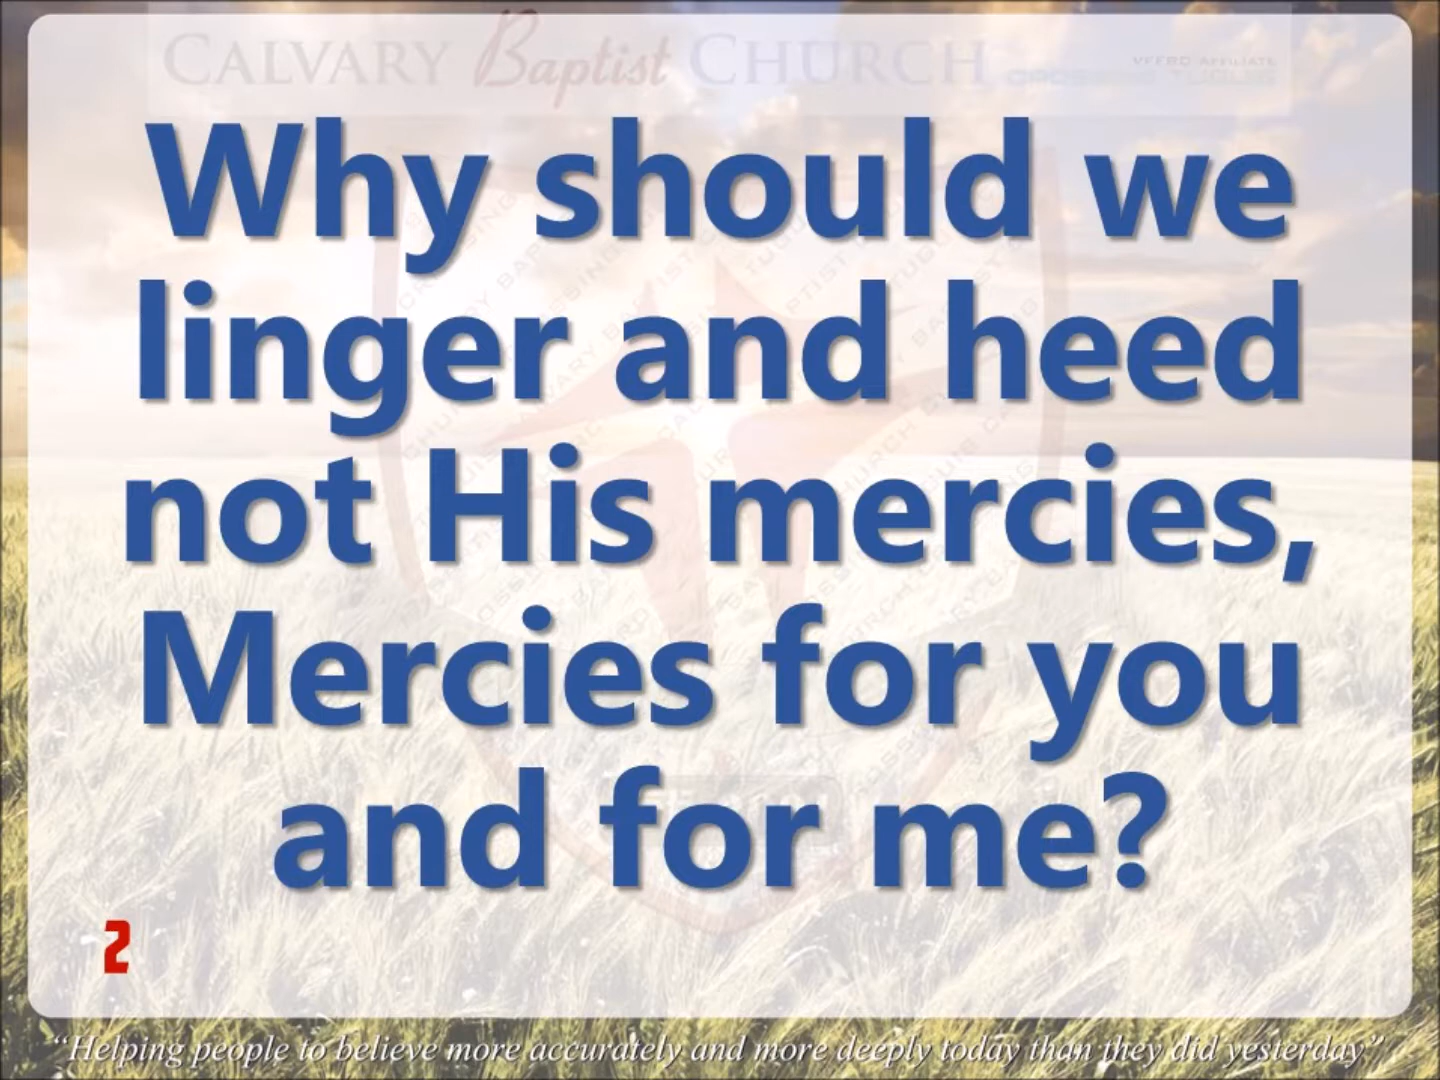 CALVARY Baptist CHURCH
Why should we
linger and heed
not His mercies,
Mercies for you
and for me?
2
“Helping people to believe more accurately and more deeply today than they did yesterday”